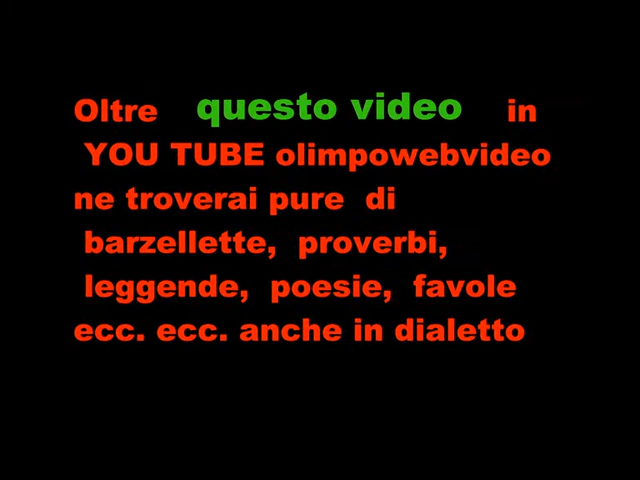 Oltre questo video in
YOU TUBE olimpowebvideo
ne troverai pure di
barzellette, proverbi,
leggende, poesie, favole
ecc. ecc. anche in dialetto